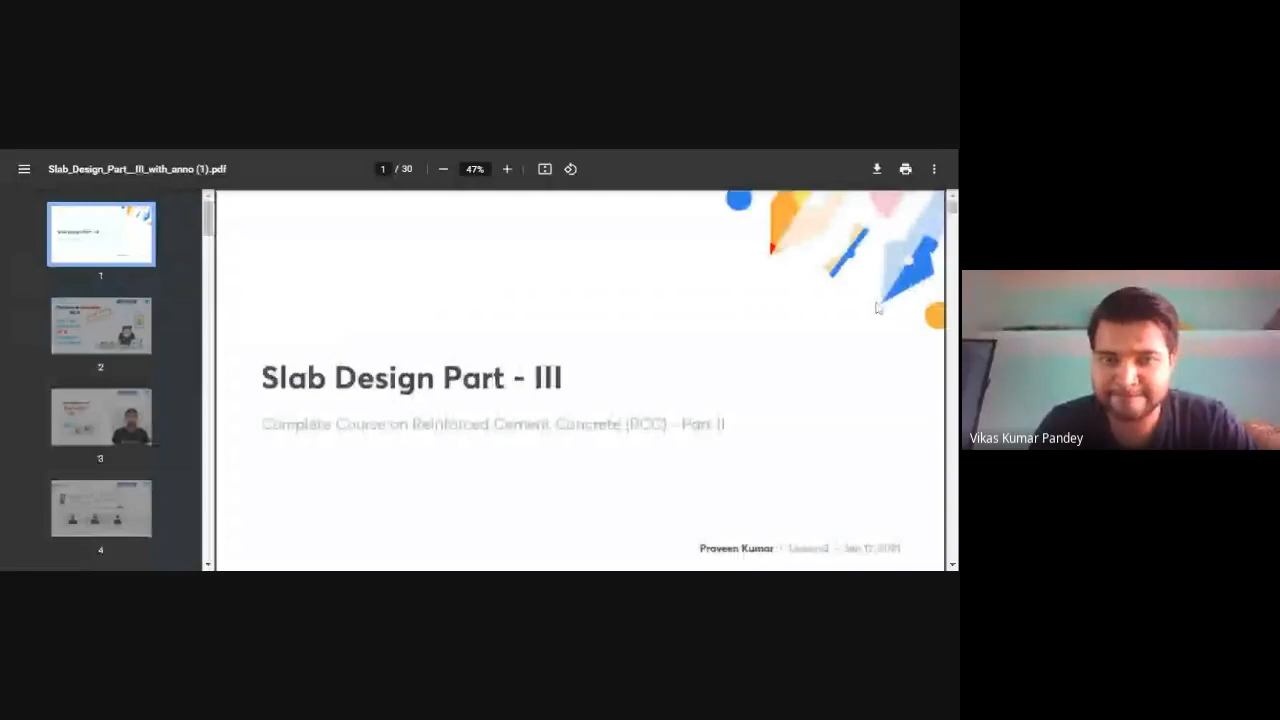 Slab_Design_Part__III_with_anno (1).pdf
1 / 30
47%
1
2
3
4
Slab Design Part - III
Complete Course on Reinforced Cement Concrete (RCC) - Part II
Praveen Kumar
Vikas Kumar Pandey